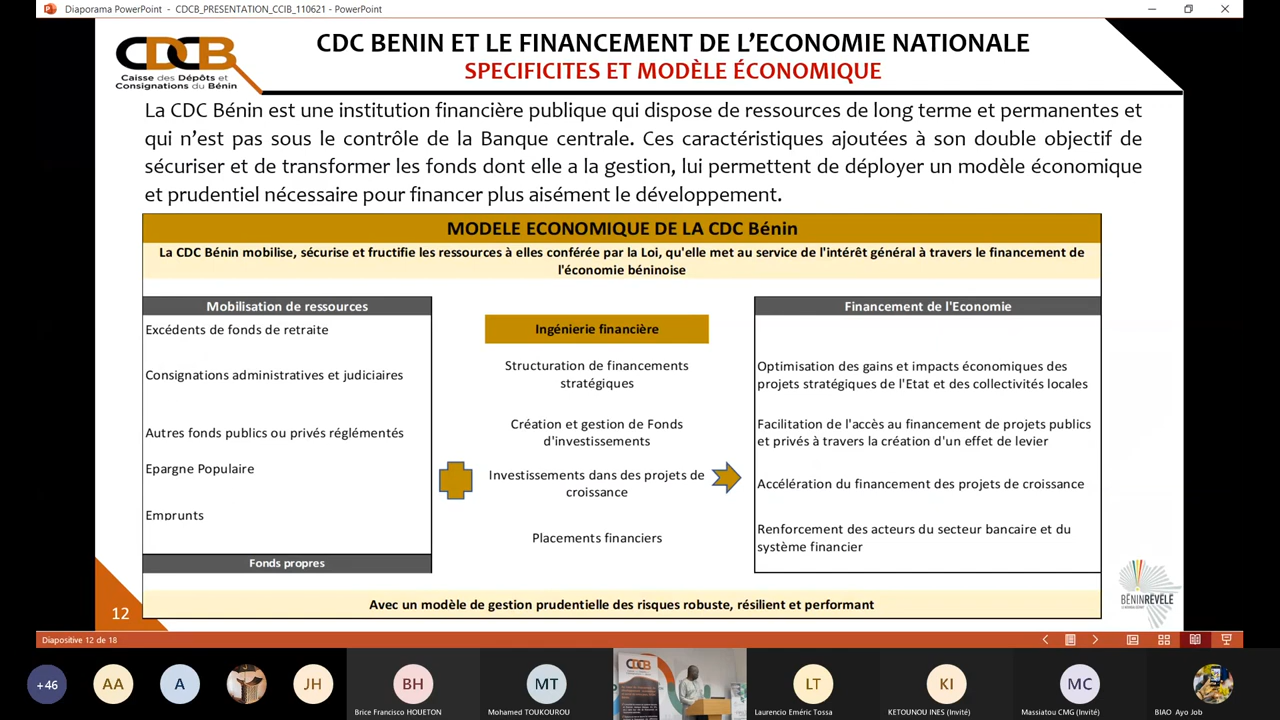 Diaporama PowerPoint - CDCB_PRESENTATION_CCIB_110621 - PowerPoint
CDCB
Caisse des Dépôts et
Consignations du Bénin
CDC BENIN ET LE FINANCEMENT DE L’ECONOMIE NATIONALE
SPECIFICITES ET MODÈLE ÉCONOMIQUE
La CDC Bénin est une institution financière publique qui dispose de ressources de long terme et permanentes et
qui n’est pas sous le contrôle de la Banque centrale. Ces caractéristiques ajoutées à son double objectif de
sécuriser et de transformer les fonds dont elle a la gestion, lui permettent de déployer un modèle économique
et prudentiel nécessaire pour financer plus aisément le développement.
MODELE ECONOMIQUE DE LA CDC Bénin
La CDC Bénin mobilise, sécurise et fructifie les ressources à elles conférée par la Loi, qu'elle met au service de l'intérêt général à travers le financement de
l'économie béninoise
Mobilisation de ressources
Excédents de fonds de retraite
Consignations administratives et judiciaires
Autres fonds publics ou privés réglémentés
Epargne Populaire
Emprunts
Fonds propres
Ingénierie financière
Structuration de financements
stratégiques
Création et gestion de Fonds
d'investissements
Investissements dans des projets de
croissance
Placements financiers
Financement de l'Economie
Optimisation des gains et impacts économiques des
projets stratégiques de l'Etat et des collectivités locales
Facilitation de l'accès au financement de projets publics
et privés à travers la création d'un effet de levier
Accélération du financement des projets de croissance
Renforcement des acteurs du secteur bancaire et du
système financier
Avec un modèle de gestion prudentielle des risques robuste, résilient et performant
12
BÉNINRÉVÉLÉ
Diapositive 12 de 18
+46
AA
A
JH
BH
Brice Francisco HOUETON
MT
Mohamed TOUKOUROU
CDCB
LT
Laurencio Eméric Tossa
KI
KETOUNOU INES (Invité)
MC
Massiatou CMG (Invité)
BIAO Ayo Job